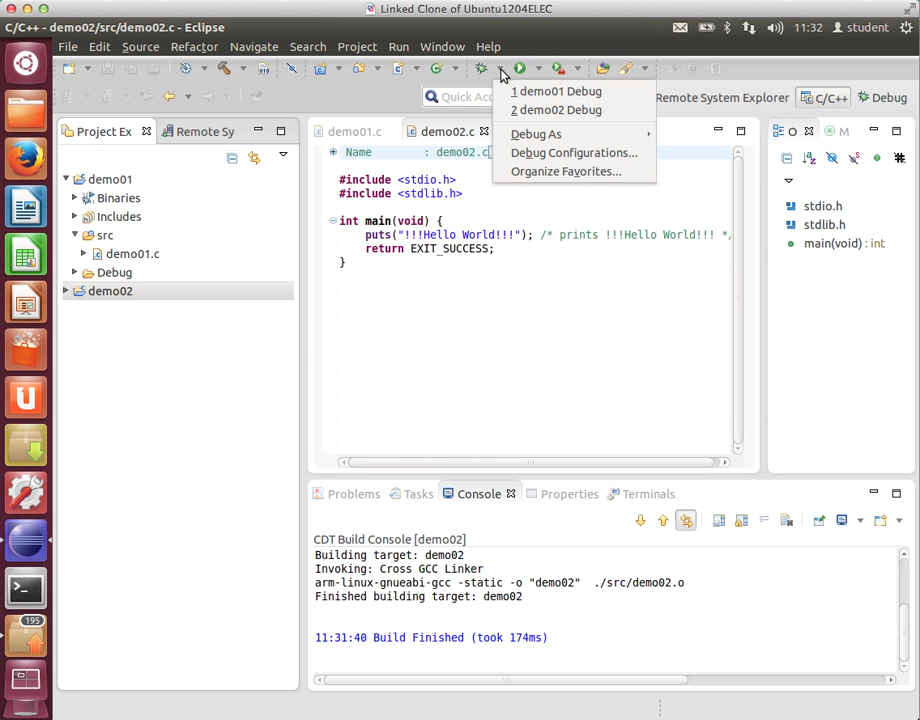 Linked Clone of Ubuntu1204ELEC
C/C++ - demo02/src/demo02.c - Eclipse
11:32
student
File Edit Source Refactor Navigate Search Project Run Window Help
Quick Acc
Remote System Explorer
C/C++
Debug
1 demo01 Debug
2 demo02 Debug
Debug As
Debug Configurations...
Organize Favorites...
Project Ex
Remote Sy
demo01
Binaries
Includes
src
demo01.c
Debug
demo02
demo01.c
demo02.c
Name : demo02.c
#include <stdio.h>
#include <stdlib.h>
int main(void) {
puts("!!!Hello World!!!"); /* prints !!!Hello World!!! *,
return EXIT_SUCCESS;
}
O
M
stdio.h
stdlib.h
main(void) : int
Problems
Tasks
Console
Properties
Terminals
CDT Build Console [demo02]
Building target: demo02
Invoking: Cross GCC Linker
arm-linux-gnueabi-gcc -static -o "demo02" ./src/demo02.o
Finished building target: demo02
11:31:40 Build Finished (took 174ms)
195